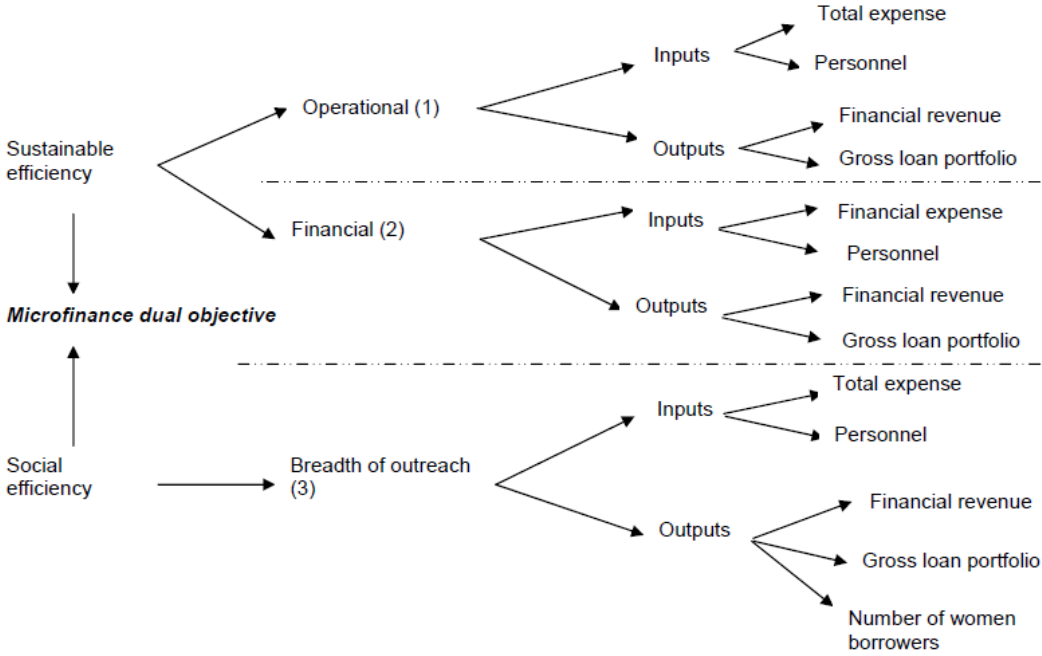 Total expense
Inputs
Personnel
Operational (1)
Financial revenue
Outputs
Gross loan portfolio
Sustainable
efficiency
Inputs
Financial expense
Financial (2)
Personnel
Microfinance dual objective
Outputs
Financial revenue
Gross loan portfolio
Total expense
Inputs
Personnel
Social
efficiency
Breadth of outreach
(3)
Financial revenue
Outputs
Gross loan portfolio
Number of women
borrowers